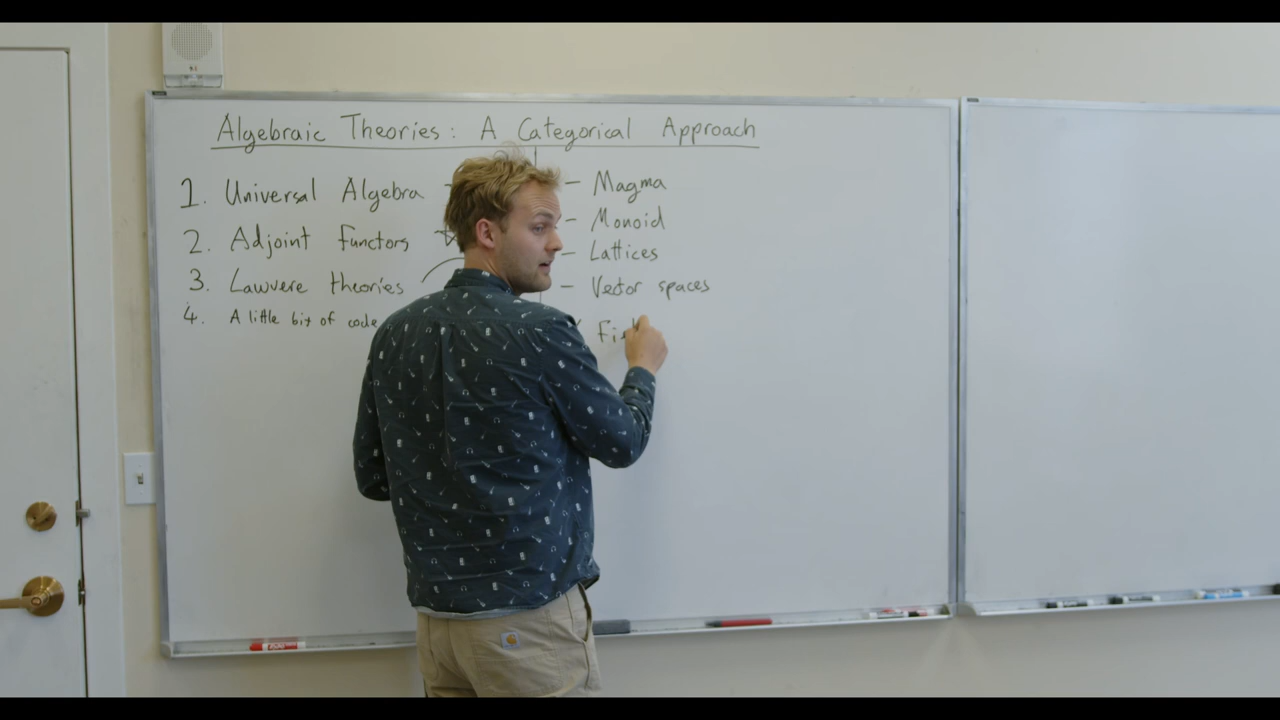 Algebraic Theories: A Categorical Approach
1. Universal Algebra
2. Adjoint Functors
3. Lawvere theories
4. A little bit of code
– Magma
– Monoid
– Lattices
– Vector spaces